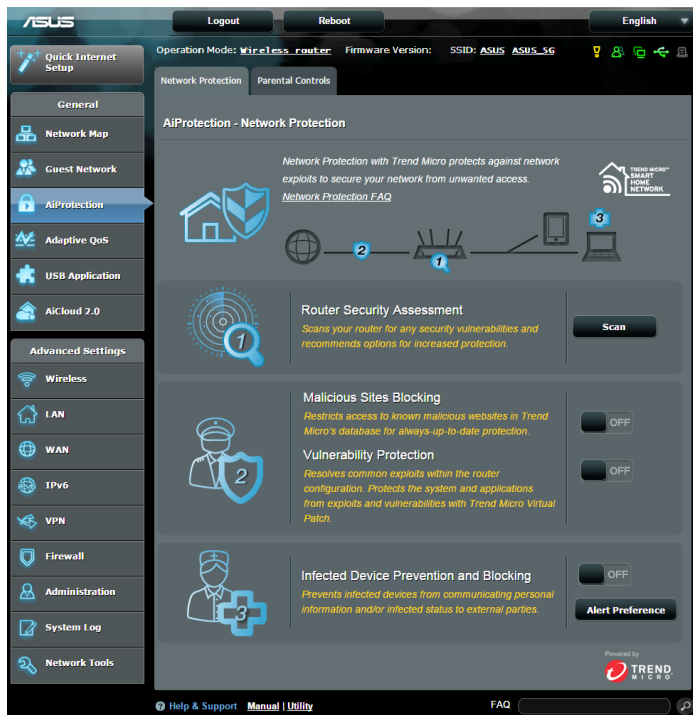 ASUS
Logout
Reboot
English
Quick Internet
Setup
Operation Mode: Wireless router Firmware Version: SSID: ASUS ASUS_5G
Network Protection
Parental Controls
General
Network Map
Guest Network
AiProtection
Adaptive QoS
USB Application
AiCloud 2.0
Advanced Settings
Wireless
LAN
WAN
IPv6
VPN
Firewall
Administration
System Log
Network Tools
AiProtection - Network Protection
Network Protection with Trend Micro protects against network
exploits to secure your network from unwanted access.
Network Protection FAQ
TREND MICRO™
SMART
HOME
NETWORK
2
1
3
1
Router Security Assessment
Scans your router for any security vulnerabilities and
recommends options for increased protection.
Scan
2
Malicious Sites Blocking
Restricts access to known malicious websites in Trend
Micro's database for always-up-to-date protection.
OFF
Vulnerability Protection
Resolves common exploits within the router
configuration. Protects the system and applications
from exploits and vulnerabilities with Trend Micro Virtual
Patch.
OFF
3
Infected Device Prevention and Blocking
Prevents infected devices from communicating personal
information and/or infected status to external parties.
OFF
Alert Preference
Powered by
TREND
MICRO
Help & Support Manual | Utility
FAQ